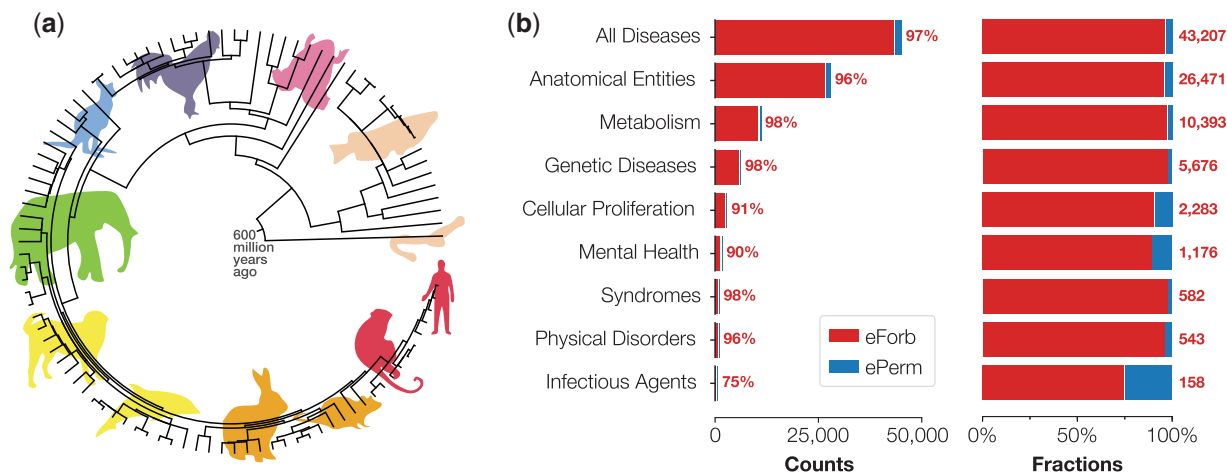 (a)
600
million
years
ago
(b)
All Diseases 97% 43,207
Anatomical Entities 96% 26,471
Metabolism 98% 10,393
Genetic Diseases 98% 5,676
Cellular Proliferation 91% 2,283
Mental Health 90% 1,176
Syndromes 98% 582
Physical Disorders 96% 543
Infectious Agents 75% 158
eForb
ePerm
0 25,000 50,000 0% 50% 100%
Counts Fractions